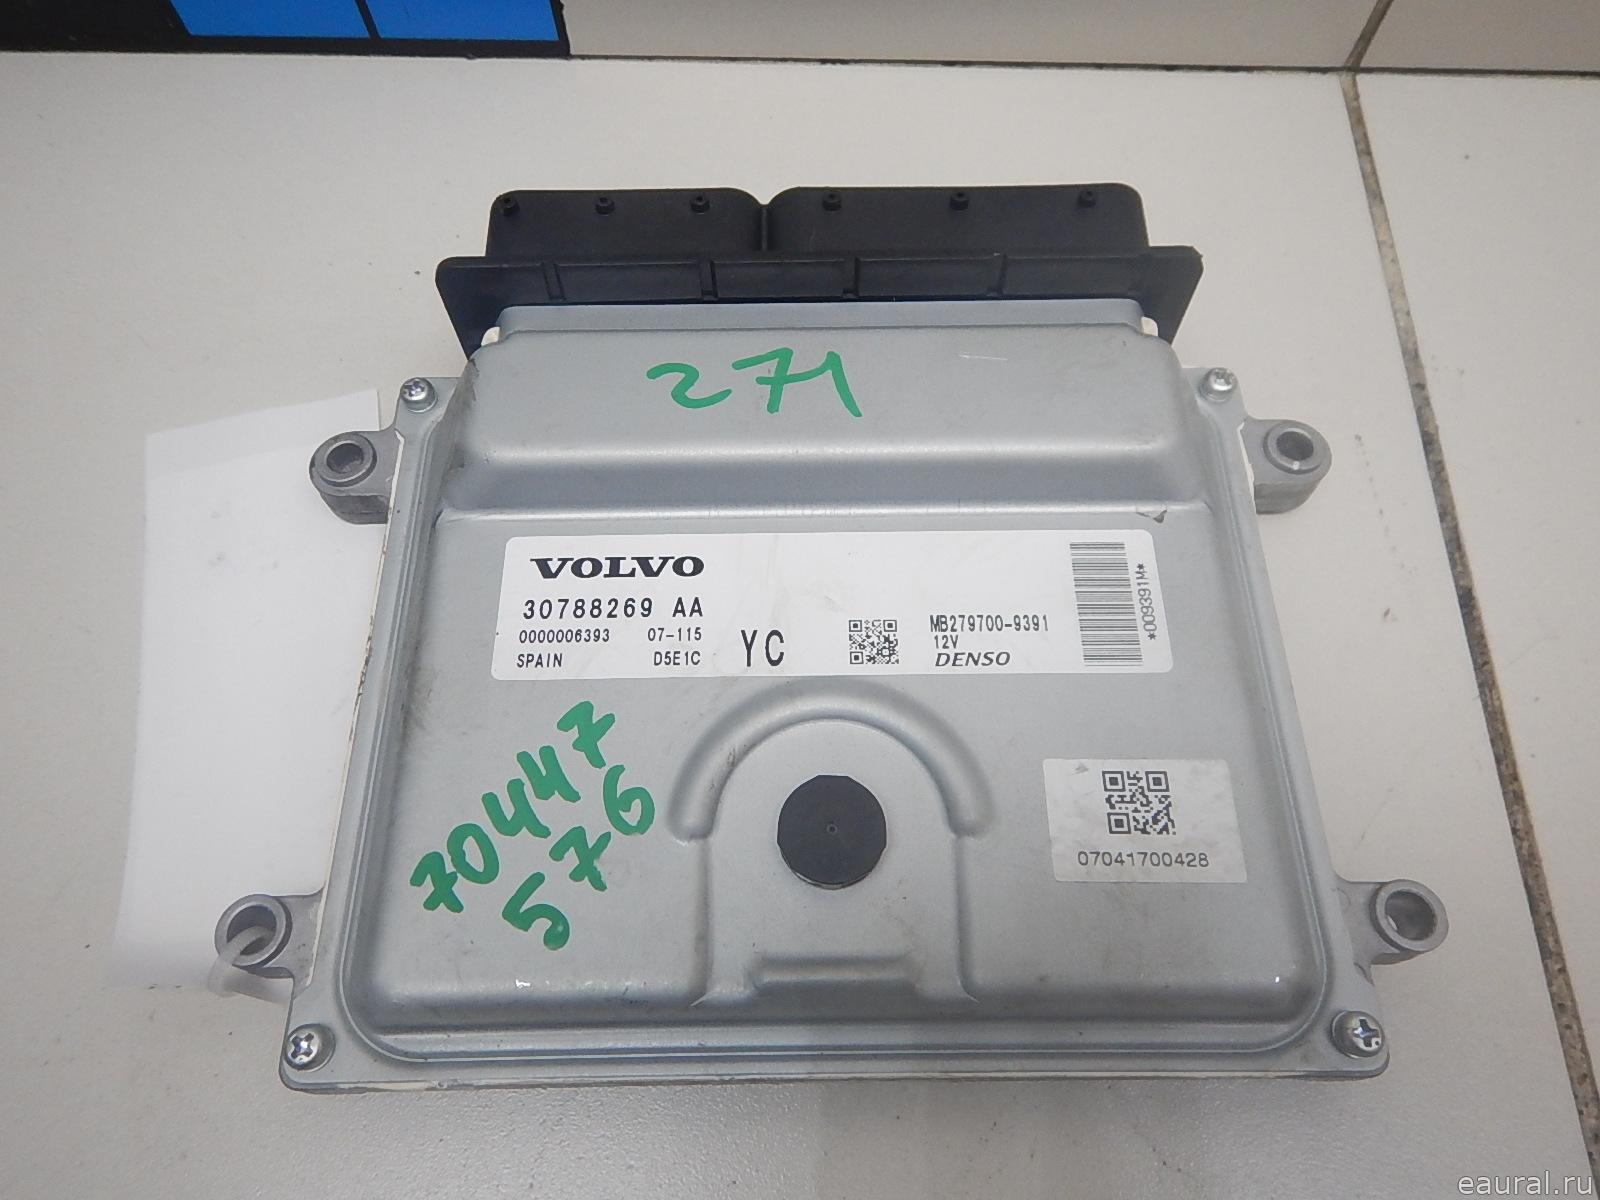 271
VOLVO
30788269 AA
0000006393 07-115
SPAIN D5E1C
YC
MB279700-9391
12V
DENSO
*009391M*
70447
576
07041700428
eaural.ru